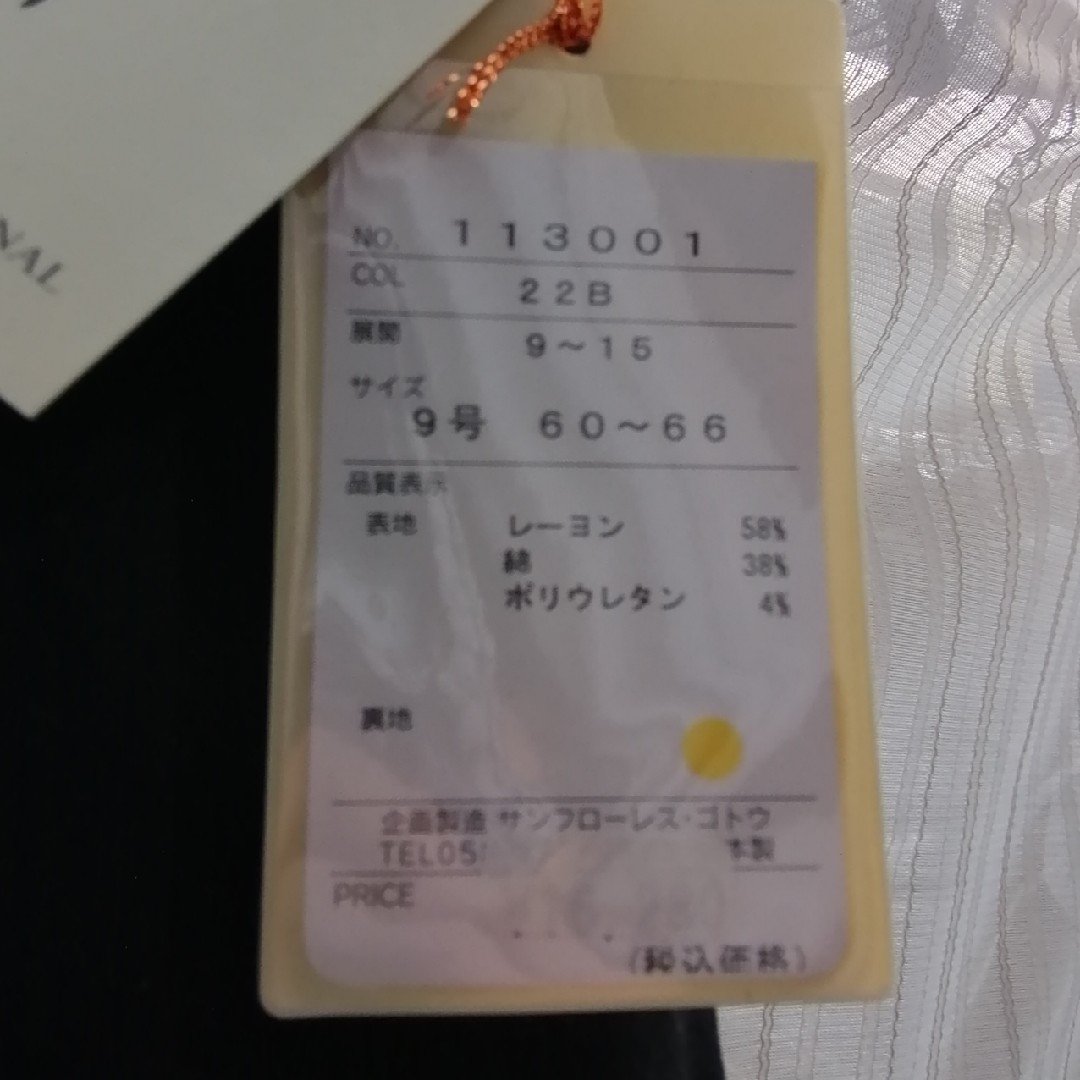 NO. 113001
COL 22B
展開 9～15
サイズ
9号 60～66
品質表示
表地 レーヨン 58%
綿 38%
ポリウレタン 4%
裏地
企画製造 サンフローレス・ゴトウ
TEL05 本製
PRICE
(税込価格)